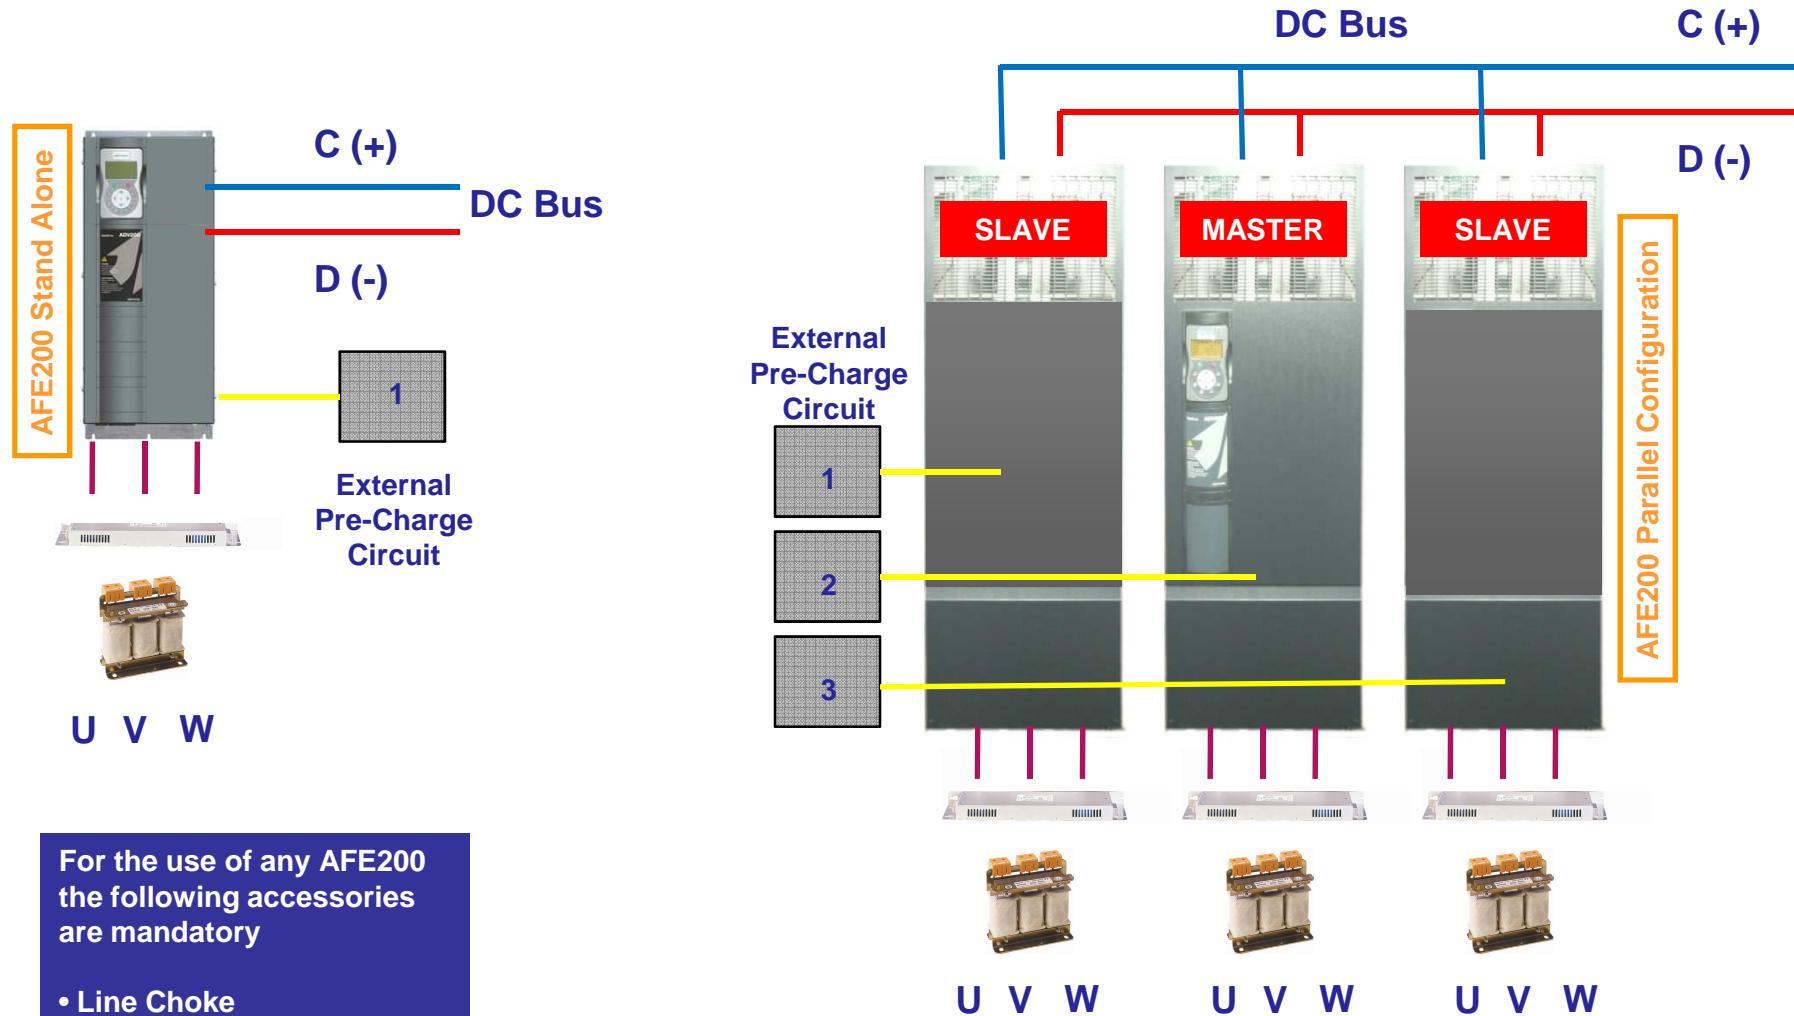 AFE200 Stand Alone
ADV200
C (+)
DC Bus
D (-)
1
External
Pre-Charge
Circuit
U V W
For the use of any AFE200
the following accessories
are mandatory
• Line Choke
DC Bus
C (+)
D (-)
SLAVE
MASTER
SLAVE
External
Pre-Charge
Circuit
1
2
3
AFE200 Parallel Configuration
U V W
U V W
U V W